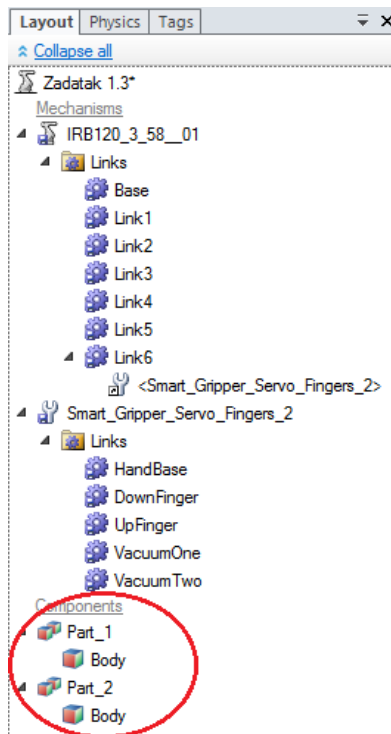 Layout Physics Tags
Collapse all
Zadatak 1.3*
Mechanisms
IRB120_3_58__01
Links
Base
Link1
Link2
Link3
Link4
Link5
Link6
<Smart_Gripper_Servo_Fingers_2>
Smart_Gripper_Servo_Fingers_2
Links
HandBase
DownFinger
UpFinger
VacuumOne
VacuumTwo
Components
Part_1
Body
Part_2
Body